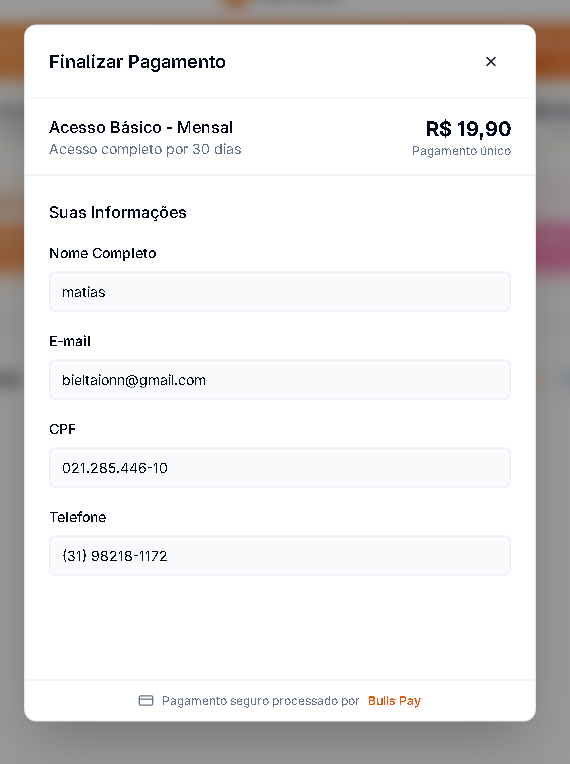 Finalizar Pagamento
Acesso Básico - Mensal
R$ 19,90
Acesso completo por 30 dias
Pagamento único
Suas Informações
Nome Completo
matias
E-mail
bieltaionn@gmail.com
CPF
021.285.446-10
Telefone
(31) 98218-1172
Pagamento seguro processado por Bulls Pay